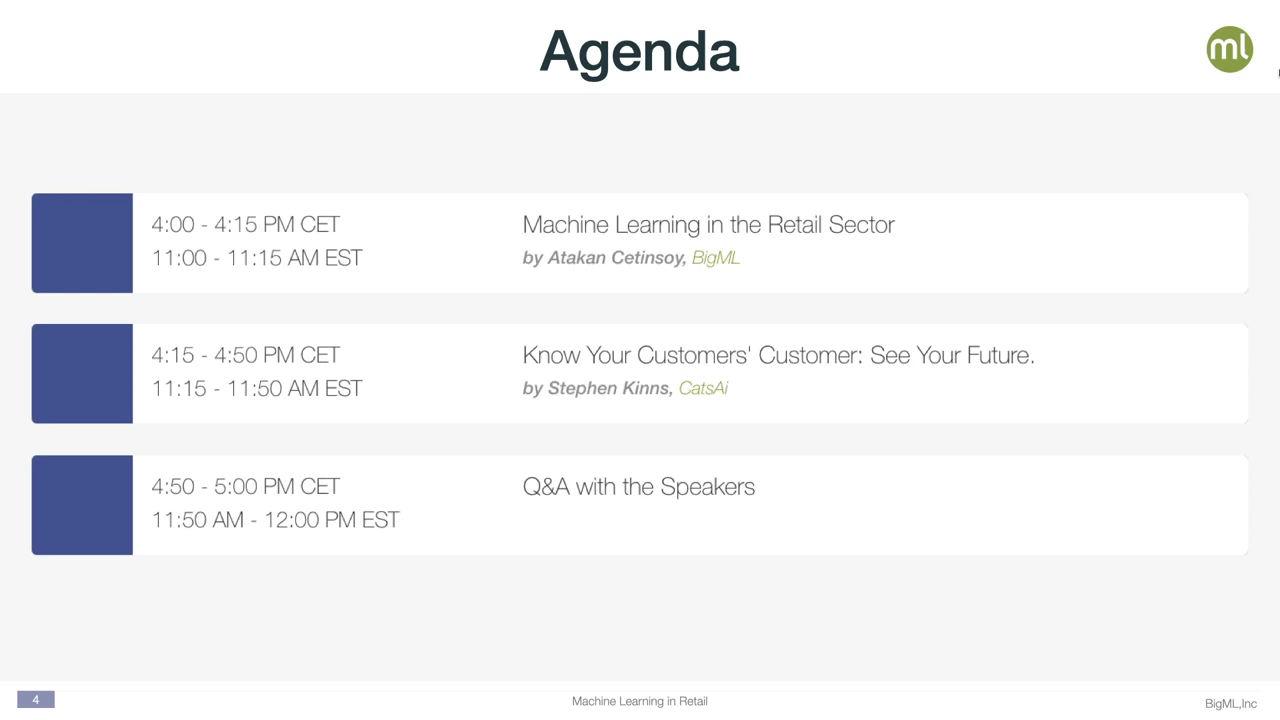 Agenda
ml
4:00 - 4:15 PM CET
11:00 - 11:15 AM EST
Machine Learning in the Retail Sector
by Atakan Cetinsoy, BigML
4:15 - 4:50 PM CET
11:15 - 11:50 AM EST
Know Your Customers' Customer: See Your Future.
by Stephen Kinns, CatsAi
4:50 - 5:00 PM CET
11:50 AM - 12:00 PM EST
Q&A with the Speakers
4
Machine Learning in Retail
BigML,Inc